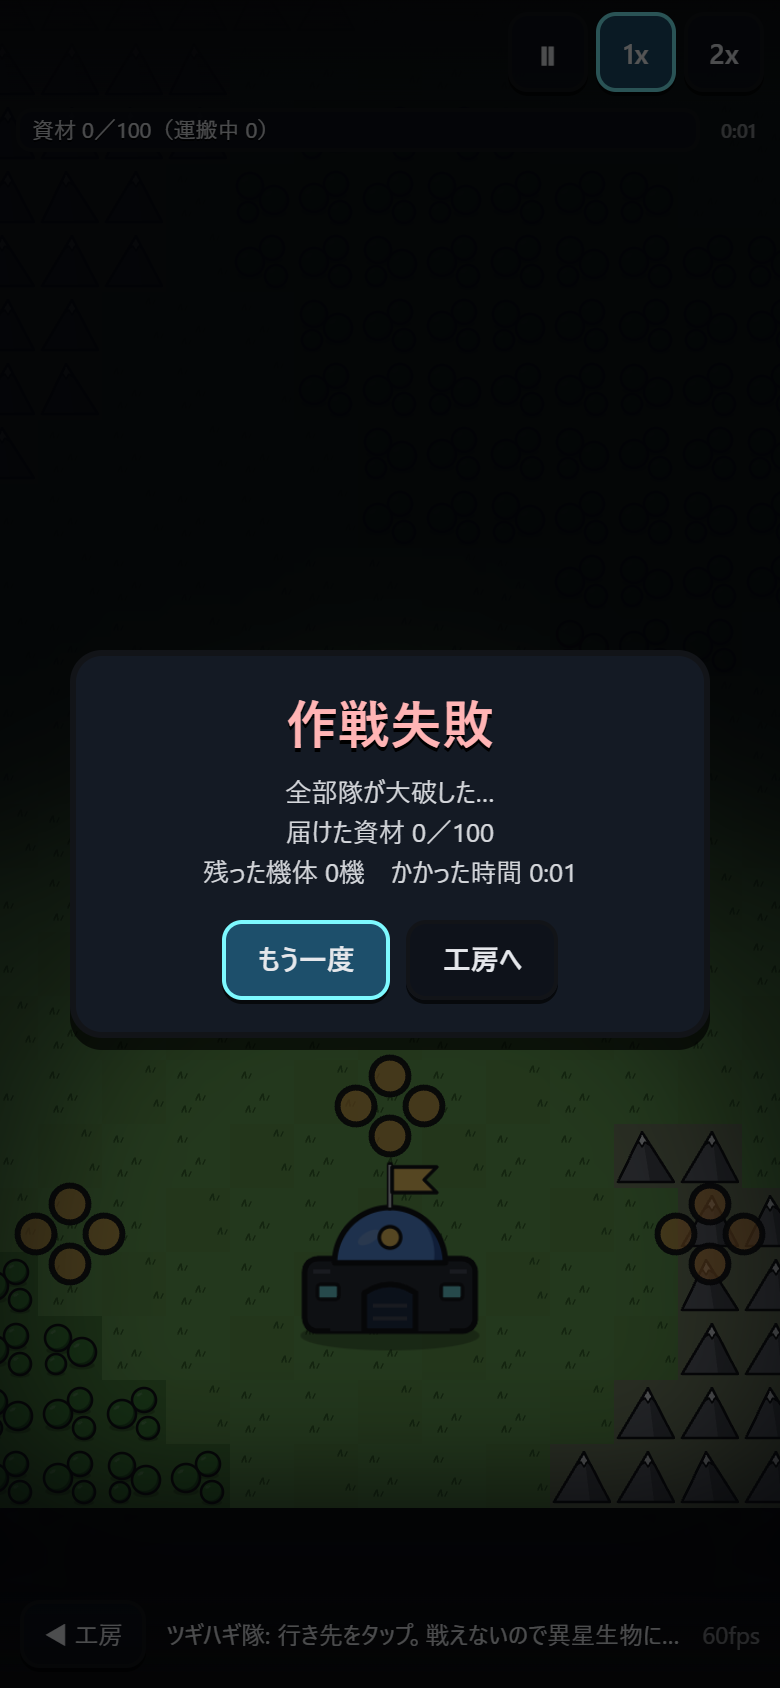 1x
2x
資材 0／100（運搬中 0）
0:01
作戦失敗
全部隊が大破した…
届けた資材 0／100
残った機体 0機　かかった時間 0:01
もう一度
工房へ
◀ 工房
ツギハギ隊: 行き先をタップ。戦えないので異星生物に…
60fps